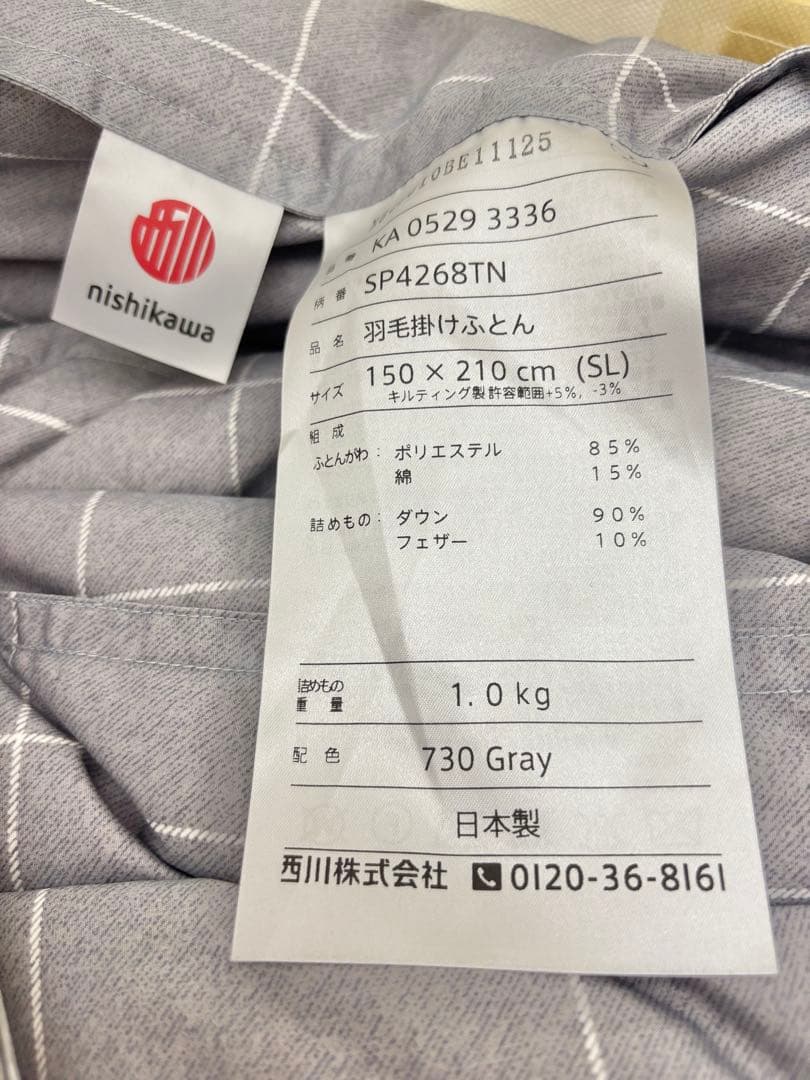 nishikawa
10BE11125
品番 KA 0529 3336
柄番 SP4268TN
品名 羽毛掛けふとん
サイズ 150 × 210 cm (SL)
キルティング製許容範囲+5%, -3%
組成
ふとんがわ: ポリエステル 85%
綿 15%
詰めもの: ダウン 90%
フェザー 10%
詰めもの
重量 1.0kg
配色 730 Gray
日本製
西川株式会社 0120-36-8161